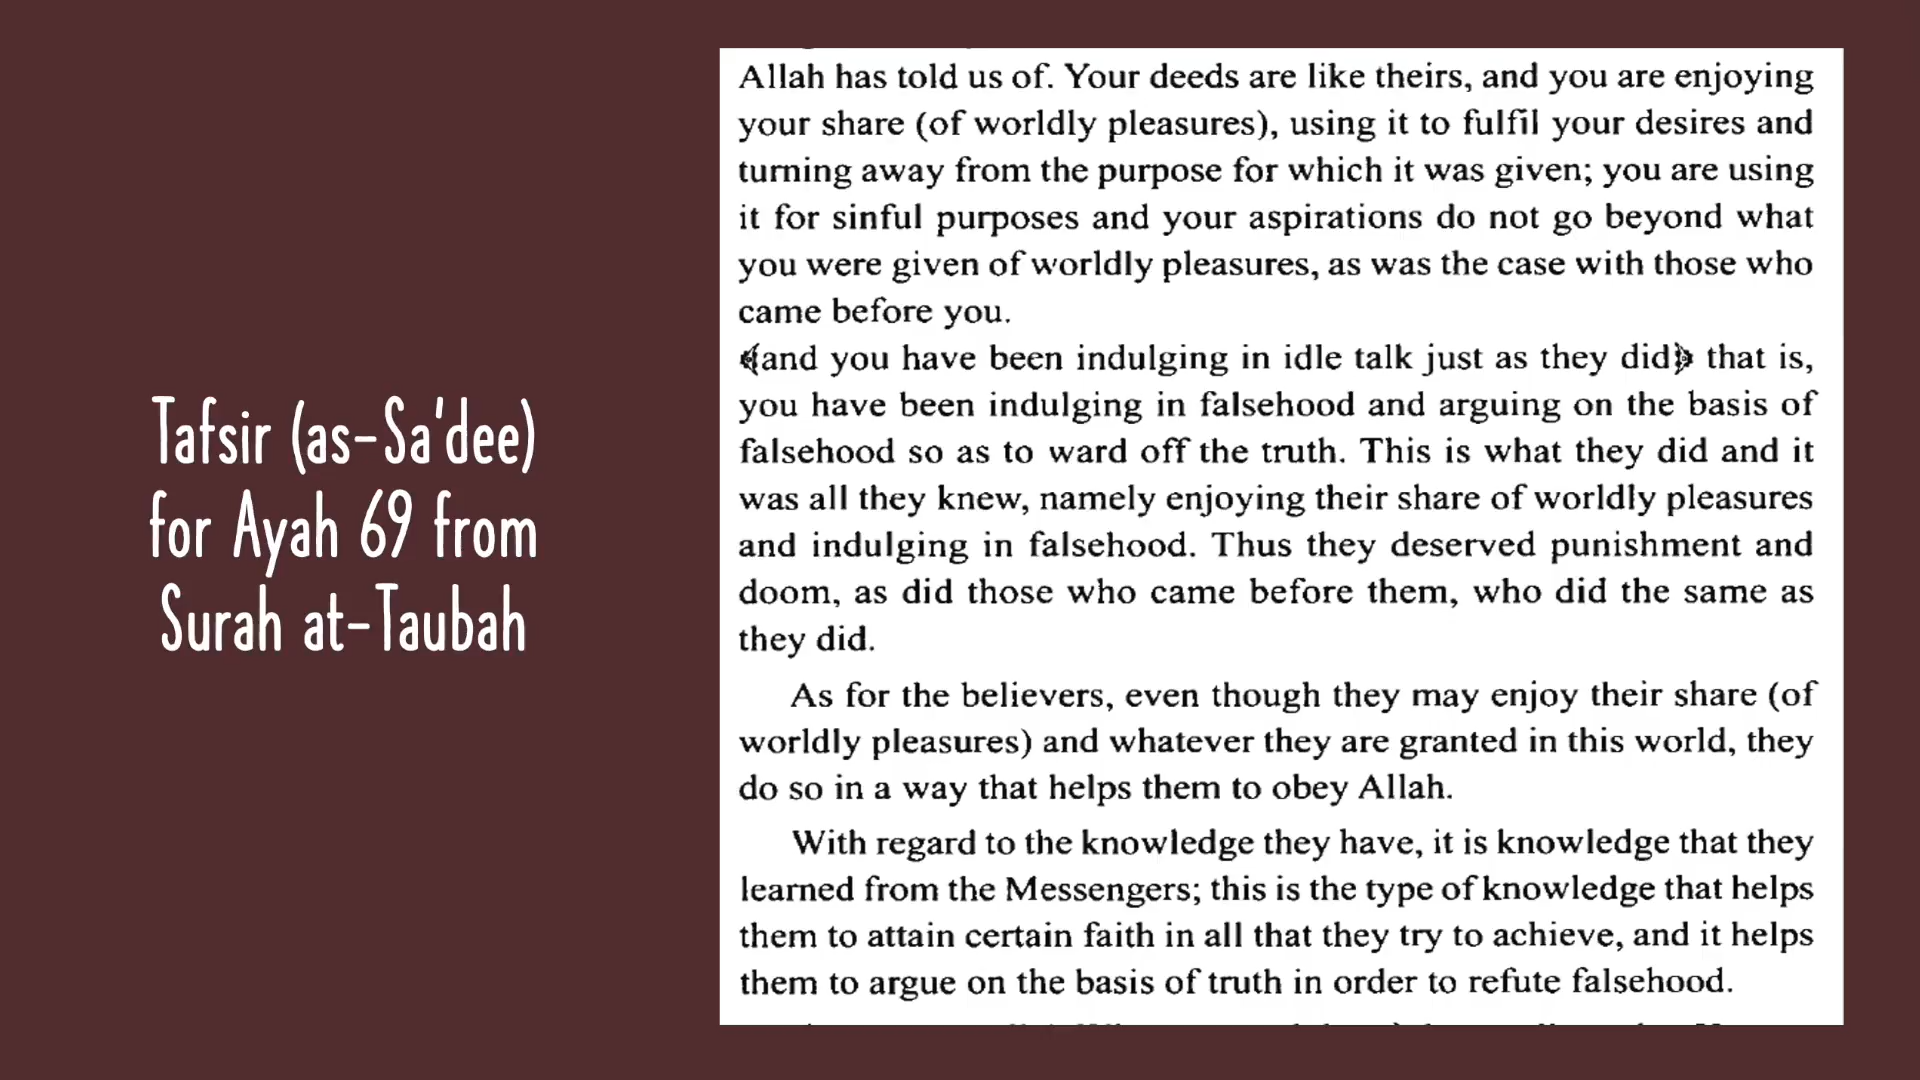 Tafsir (as-Sa'dee)
for Ayah 69 from
Surah at-Taubah
Allah has told us of. Your deeds are like theirs, and you are enjoying
your share (of worldly pleasures), using it to fulfil your desires and
turning away from the purpose for which it was given; you are using
it for sinful purposes and your aspirations do not go beyond what
you were given of worldly pleasures, as was the case with those who
came before you.
﴾and you have been indulging in idle talk just as they did﴿ that is,
you have been indulging in falsehood and arguing on the basis of
falsehood so as to ward off the truth. This is what they did and it
was all they knew, namely enjoying their share of worldly pleasures
and indulging in falsehood. Thus they deserved punishment and
doom, as did those who came before them, who did the same as
they did.
As for the believers, even though they may enjoy their share (of
worldly pleasures) and whatever they are granted in this world, they
do so in a way that helps them to obey Allah.
With regard to the knowledge they have, it is knowledge that they
learned from the Messengers; this is the type of knowledge that helps
them to attain certain faith in all that they try to achieve, and it helps
them to argue on the basis of truth in order to refute falsehood.